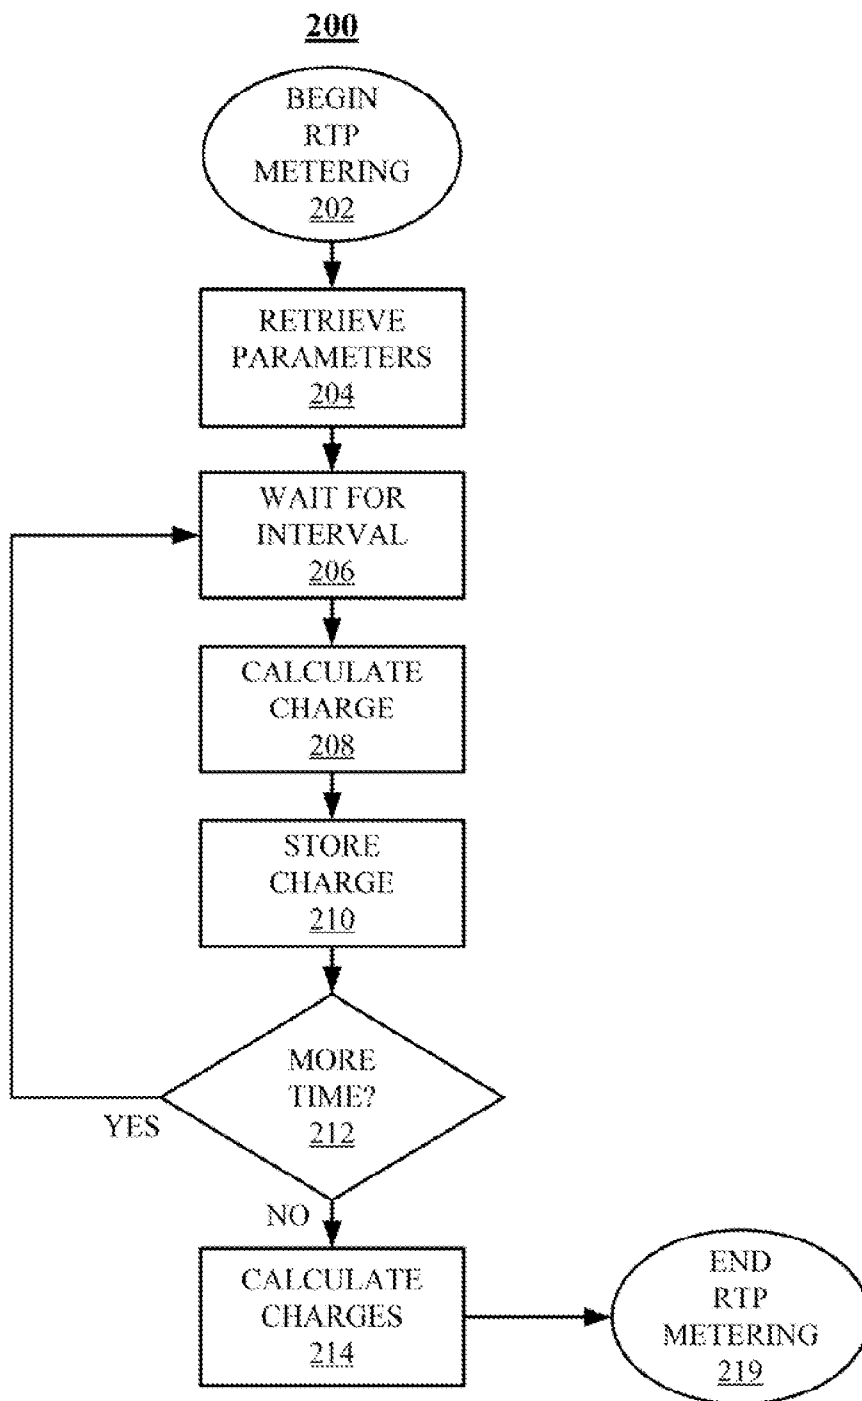 200
BEGIN
RTP
METERING
202
RETRIEVE
PARAMETERS
204
WAIT FOR
INTERVAL
206
CALCULATE
CHARGE
208
STORE
CHARGE
210
MORE
TIME?
212
YES
NO
CALCULATE
CHARGES
214
END
RTP
METERING
219